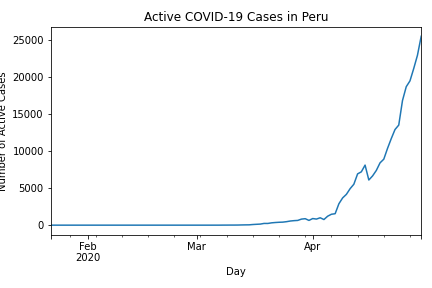 Active COVID-19 Cases in Peru
Number of Active Cases
25000
20000
15000
10000
5000
0
Feb
2020
Mar
Apr
Day